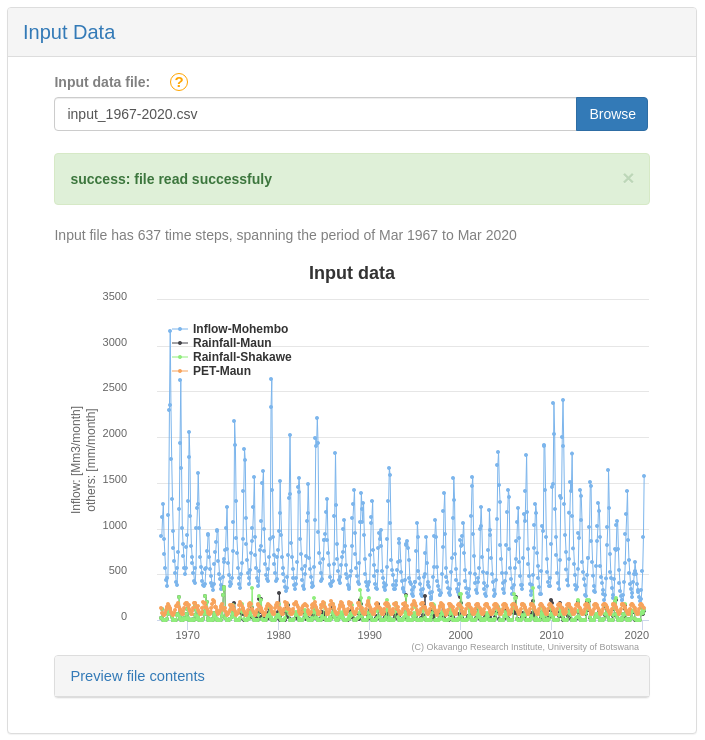 Input Data
Input data file: ?
input_1967-2020.csv Browse
success: file read successfuly ×
Input file has 637 time steps, spanning the period of Mar 1967 to Mar 2020
Input data
3500
3000
2500
2000
1500
1000
500
0
Inflow: [Mm3/month]
others: [mm/month]
Inflow-Mohembo
Rainfall-Maun
Rainfall-Shakawe
PET-Maun
1970 1980 1990 2000 2010 2020
(C) Okavango Research Institute, University of Botswana
Preview file contents